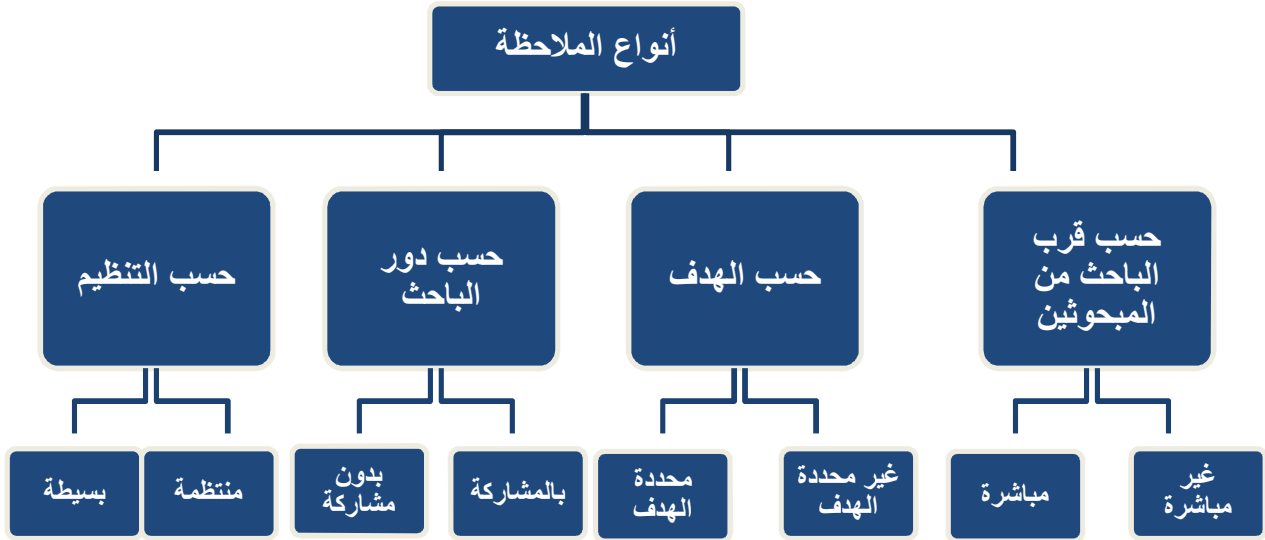 أنواع الملاحظة
حسب قرب
الباحث من
المبحوثين
حسب الهدف
حسب دور
الباحث
حسب التنظيم
غير
مباشرة
مباشرة
غير محددة
الهدف
محددة
الهدف
بالمشاركة
بدون
مشاركة
منتظمة
بسيطة